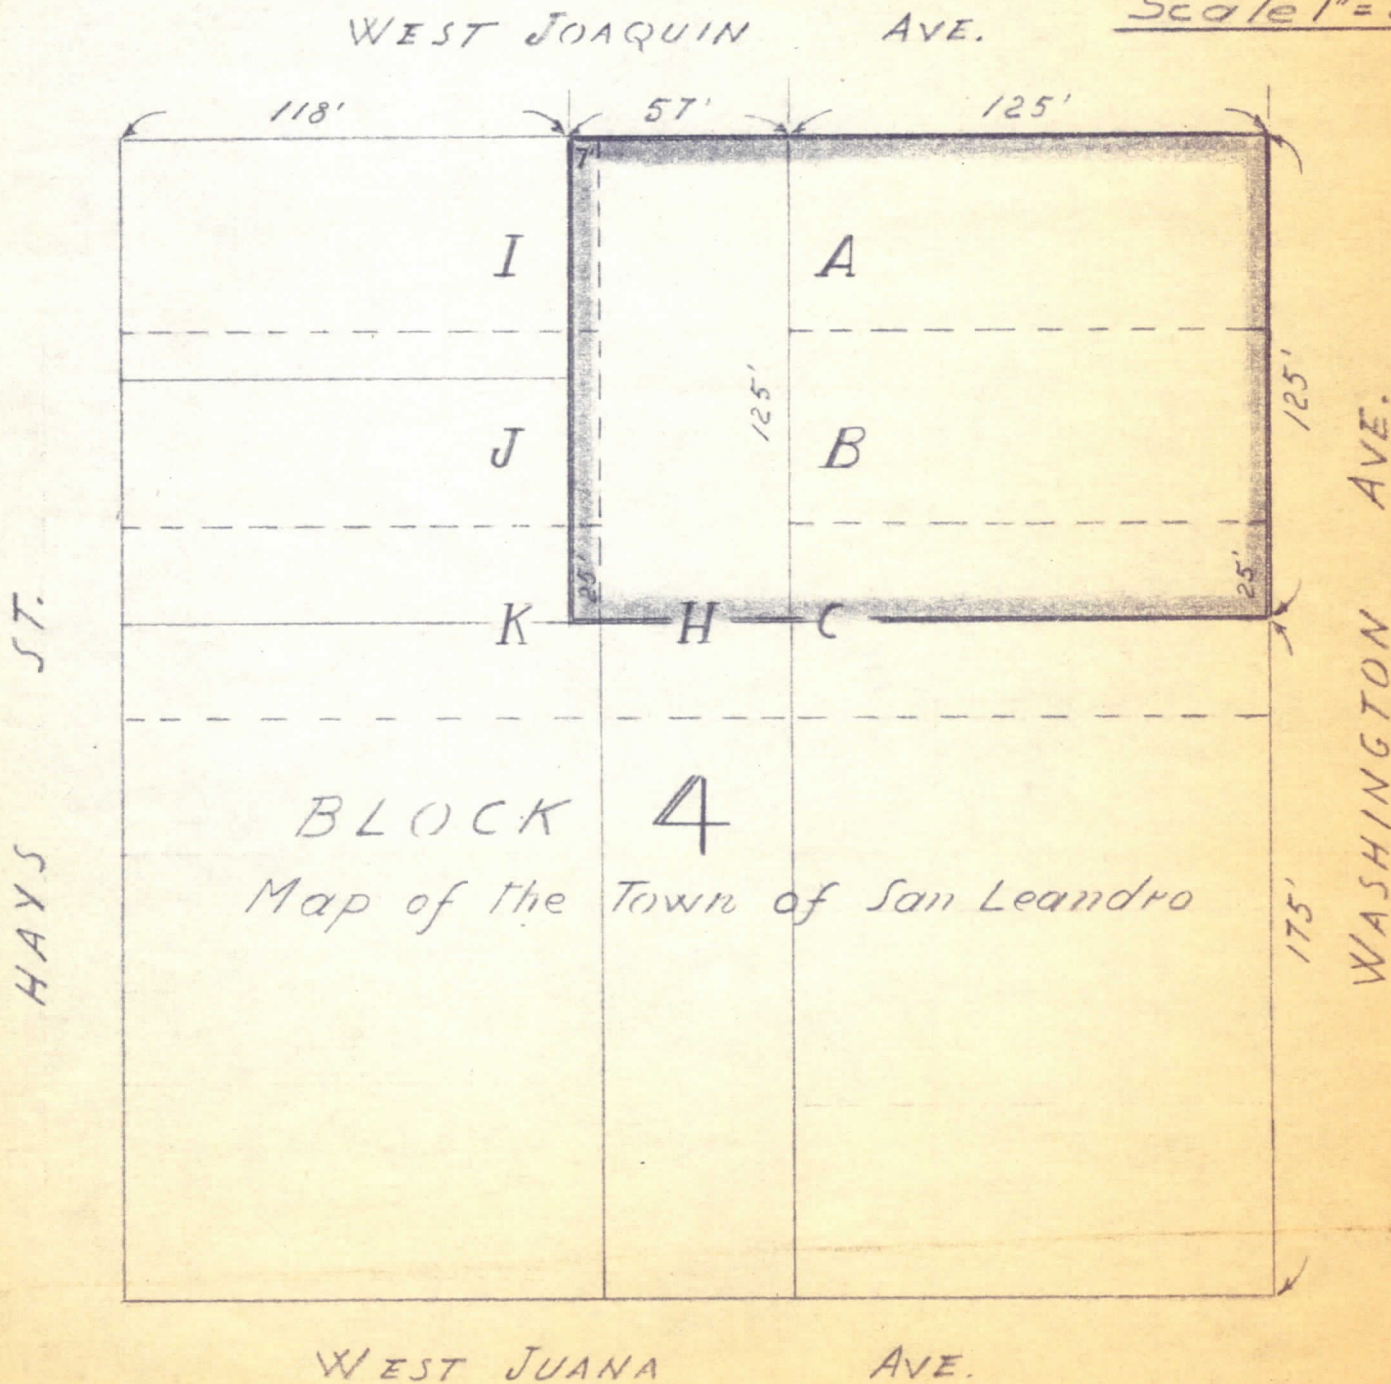 Scale 1"=
WEST JOAQUIN AVE.
118' 57' 125'
7'
I A
125'
125'
J B
25' 25'
K H C
HAYS ST.
WASHINGTON AVE.
BLOCK 4
Map of the Town of San Leandro
175'
WEST JUANA AVE.